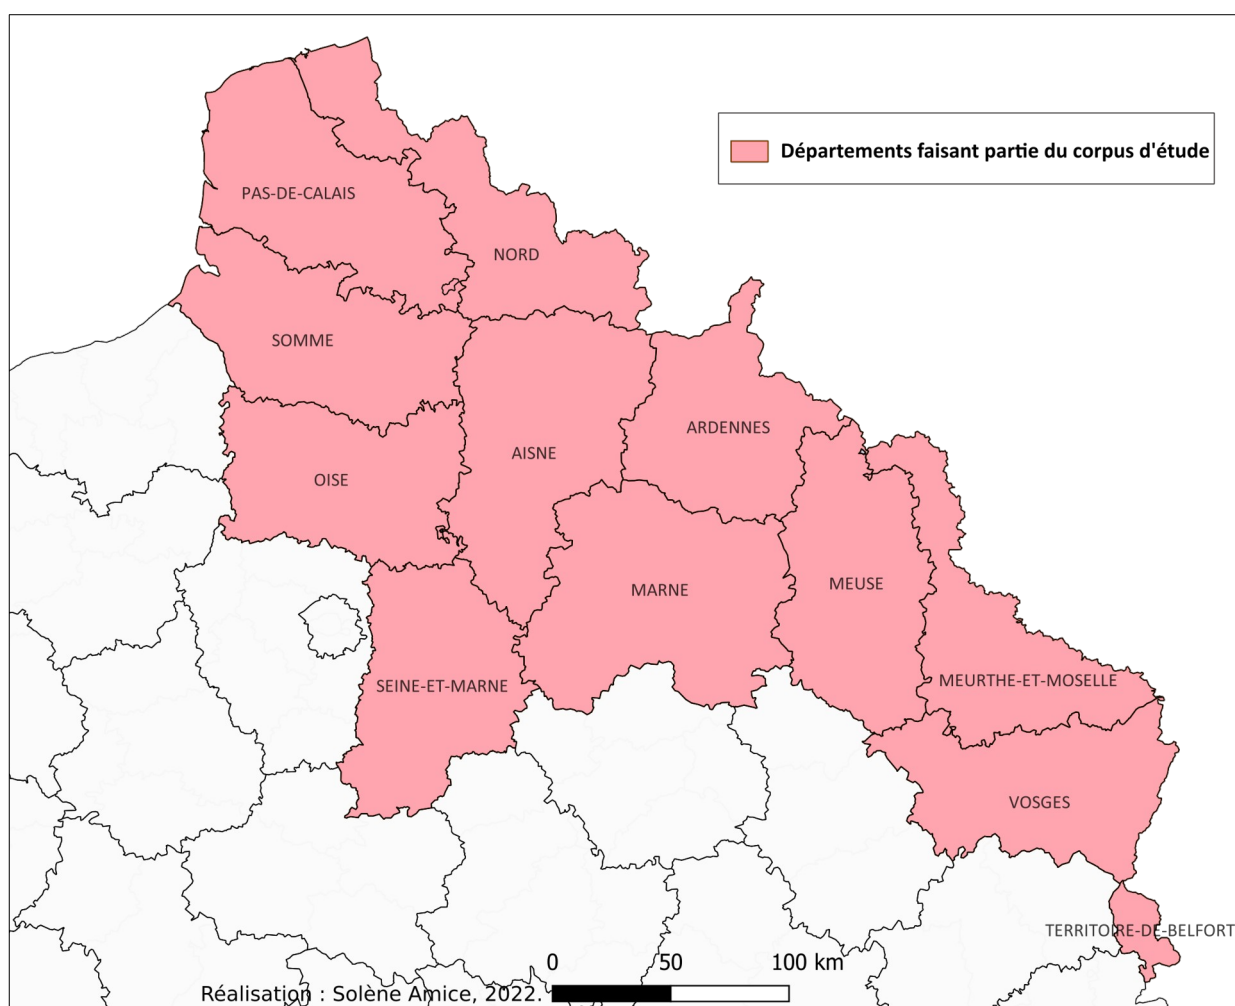 Départements faisant partie du corpus d'étude
PAS-DE-CALAIS
NORD
SOMME
ARDENNES
AISNE
OISE
MARNE
MEUSE
SEINE-ET-MARNE
MEURTHE-ET-MOSELLE
VOSGES
TERRITOIRE-DE-BELFORT
0 50 100 km
Réalisation : Solène Amice, 2022.